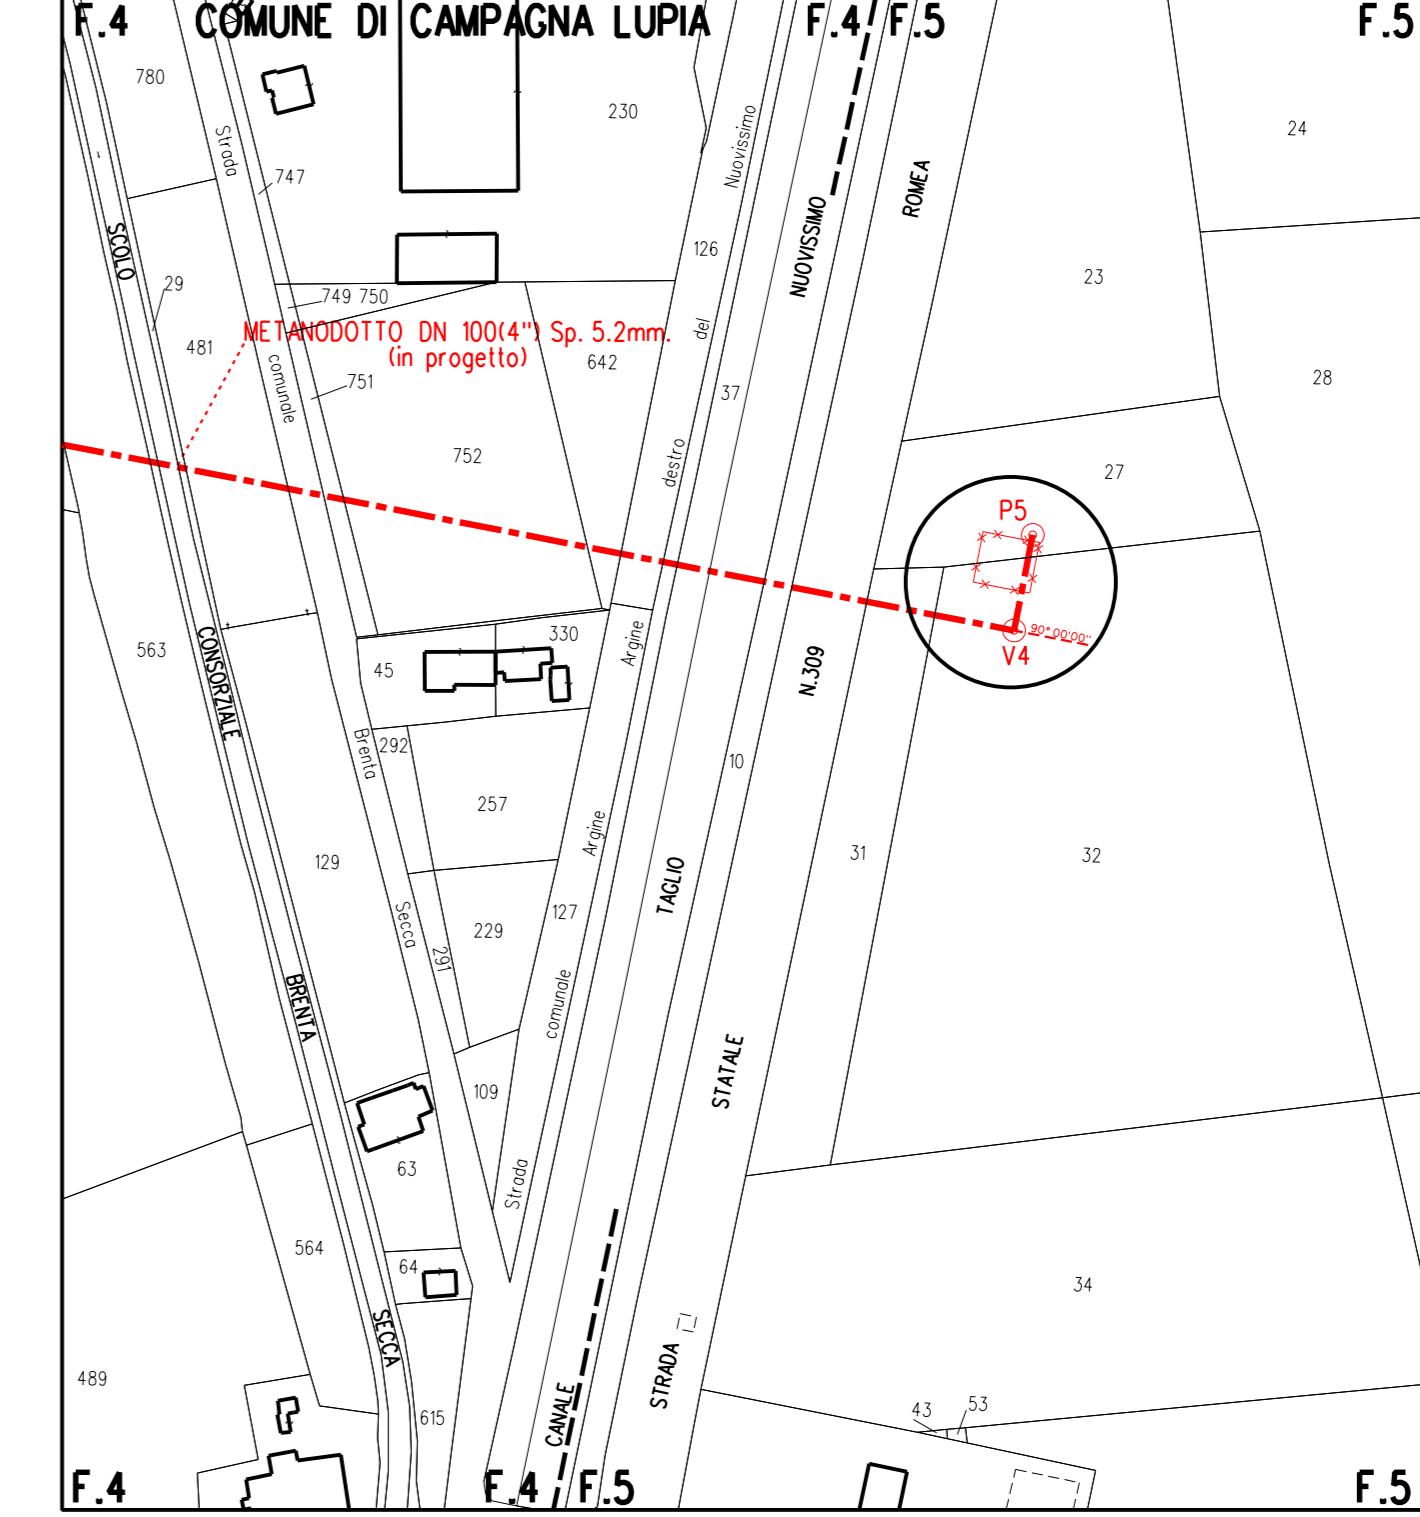 F.4 COMUNE DI CAMPAGNA LUPIA F.4 F.5 F.5
780
230
24
Strada
747
Nuovissimo
ROMEA
NUOVISSIMO
SCOLO
126
23
29
749 750
METANODOTTO DN 100(4") Sp. 5.2mm.
(in progetto)
del
481
642
28
comunale
751
37
752
destro
27
P5
90°00'00"
V4
563
CONSORZIALE
45
330
Argine
N.309
Brenta
292
10
257
Argine
129
31
32
TAGLIO
Secca
229
127
291
BRENTA
comunale
STATALE
109
63
Strada
564
64
34
SECCA
STRADA
489
615
CANALE
43
53
F.4 F.4 F.5 F.5